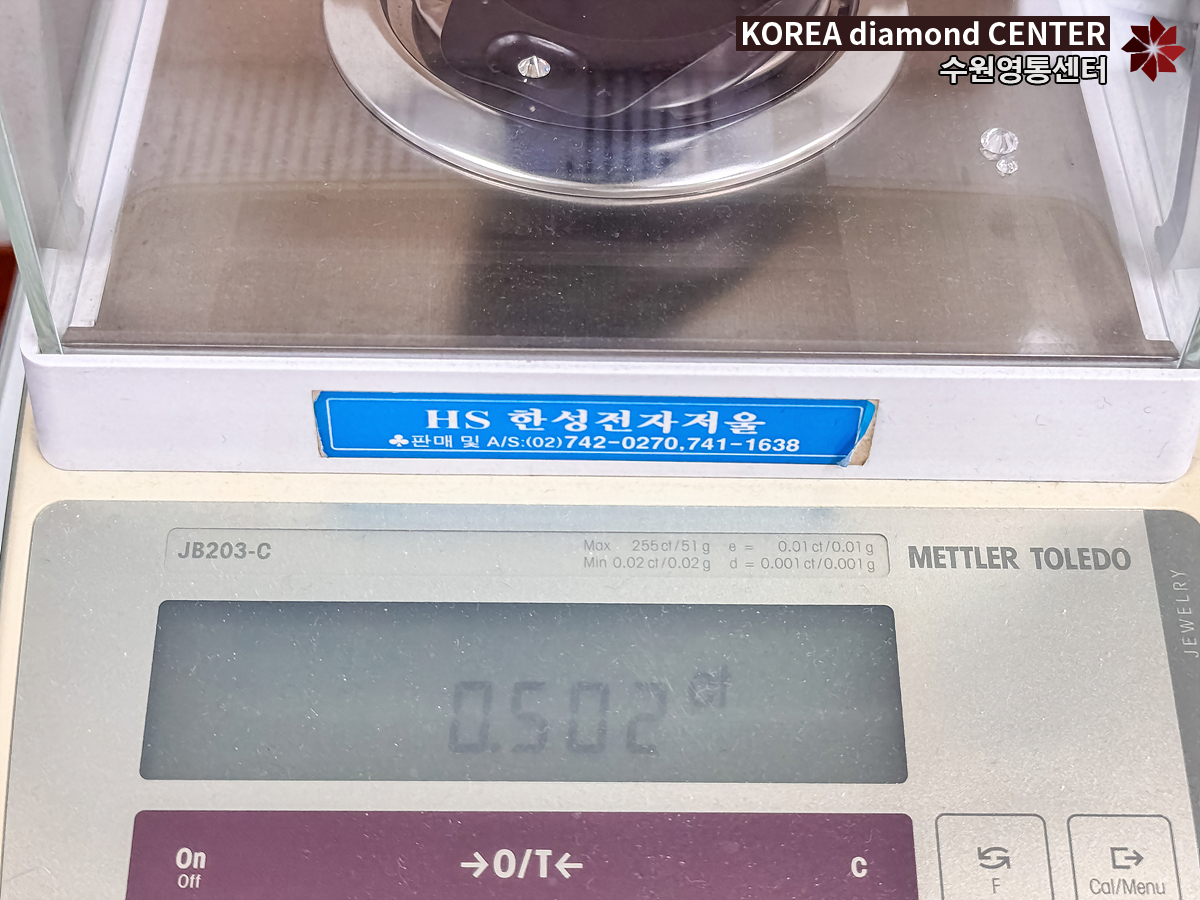 KOREA diamond CENTER
수원영통센터
HS 한성전자저울
♣판매 및 A/S:(02)742-0270,741-1638
JB203-C
Max 255ct/51g e = 0.01ct/0.01g
Min 0.02ct/0.02g d = 0.001ct/0.001g
METTLER TOLEDO
JEWELRY
0.502 ct
On
Off
→0/T←
C
F
Cal/Menu